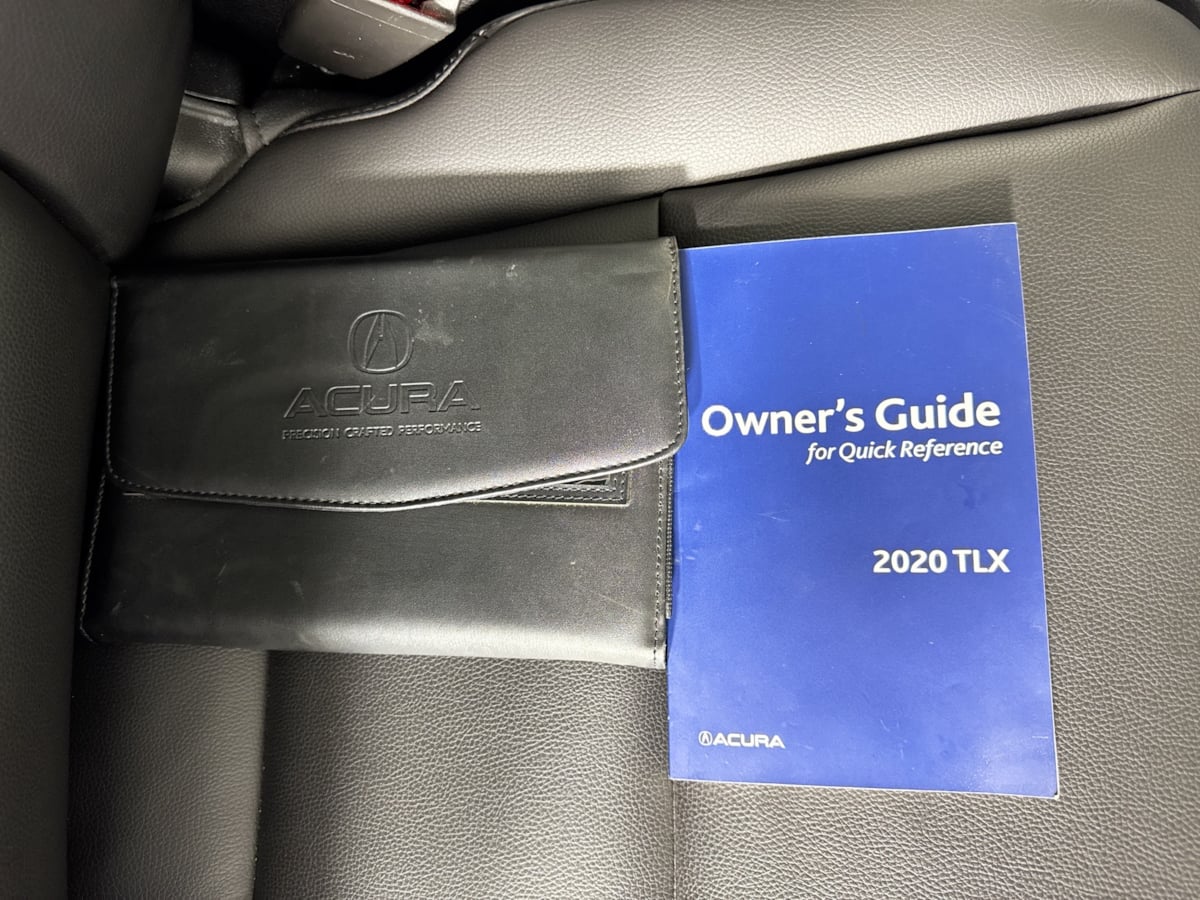 ACURA
PRECISION CRAFTED PERFORMANCE
Owner's Guide
for Quick Reference
2020 TLX
ACURA